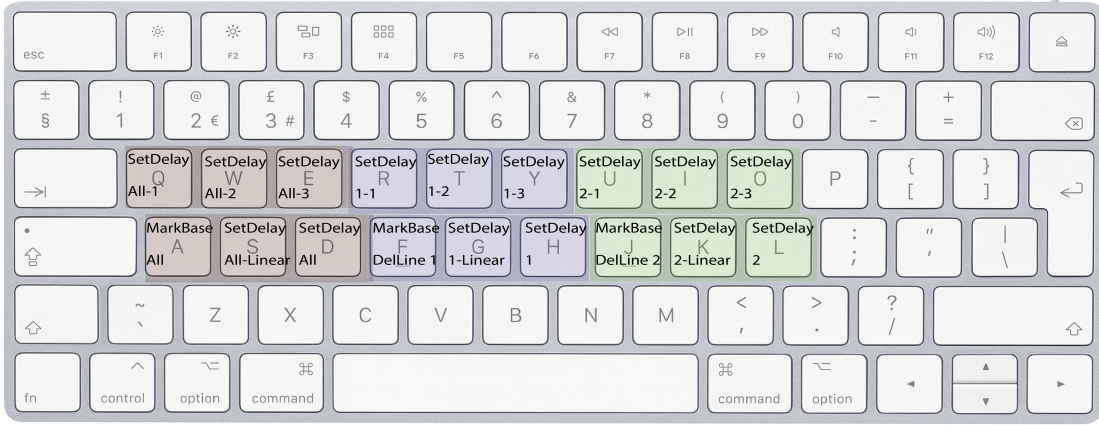 esc F1 F2 F3 F4 F5 F6 F7 F8 F9 F10 F11 F12
± ! @ £ $ % ^ & * ( ) — +
§ 1 2 € 3 # 4 5 6 7 8 9 0 - =
SetDelay SetDelay SetDelay SetDelay SetDelay SetDelay SetDelay SetDelay SetDelay { }
Q W E R T Y U I O P [ ]
All-1 All-2 All-3 1-1 1-2 1-3 2-1 2-2 2-3
MarkBase SetDelay SetDelay MarkBase SetDelay SetDelay MarkBase SetDelay SetDelay : " |
A S D F G H J K L ; ' \
All All-Linear All DelLine 1 1-Linear 1 DelLine 2 2-Linear 2
~ Z X C V B N M < > ?
` , . /
fn control option command command option